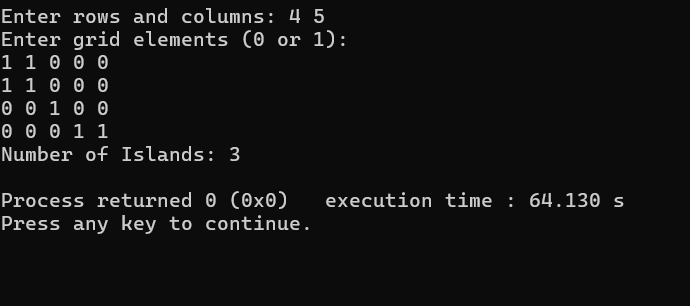 Enter rows and columns: 4 5
Enter grid elements (0 or 1):
1 1 0 0 0
1 1 0 0 0
0 0 1 0 0
0 0 0 1 1
Number of Islands: 3
Process returned 0 (0x0)   execution time : 64.130 s
Press any key to continue.